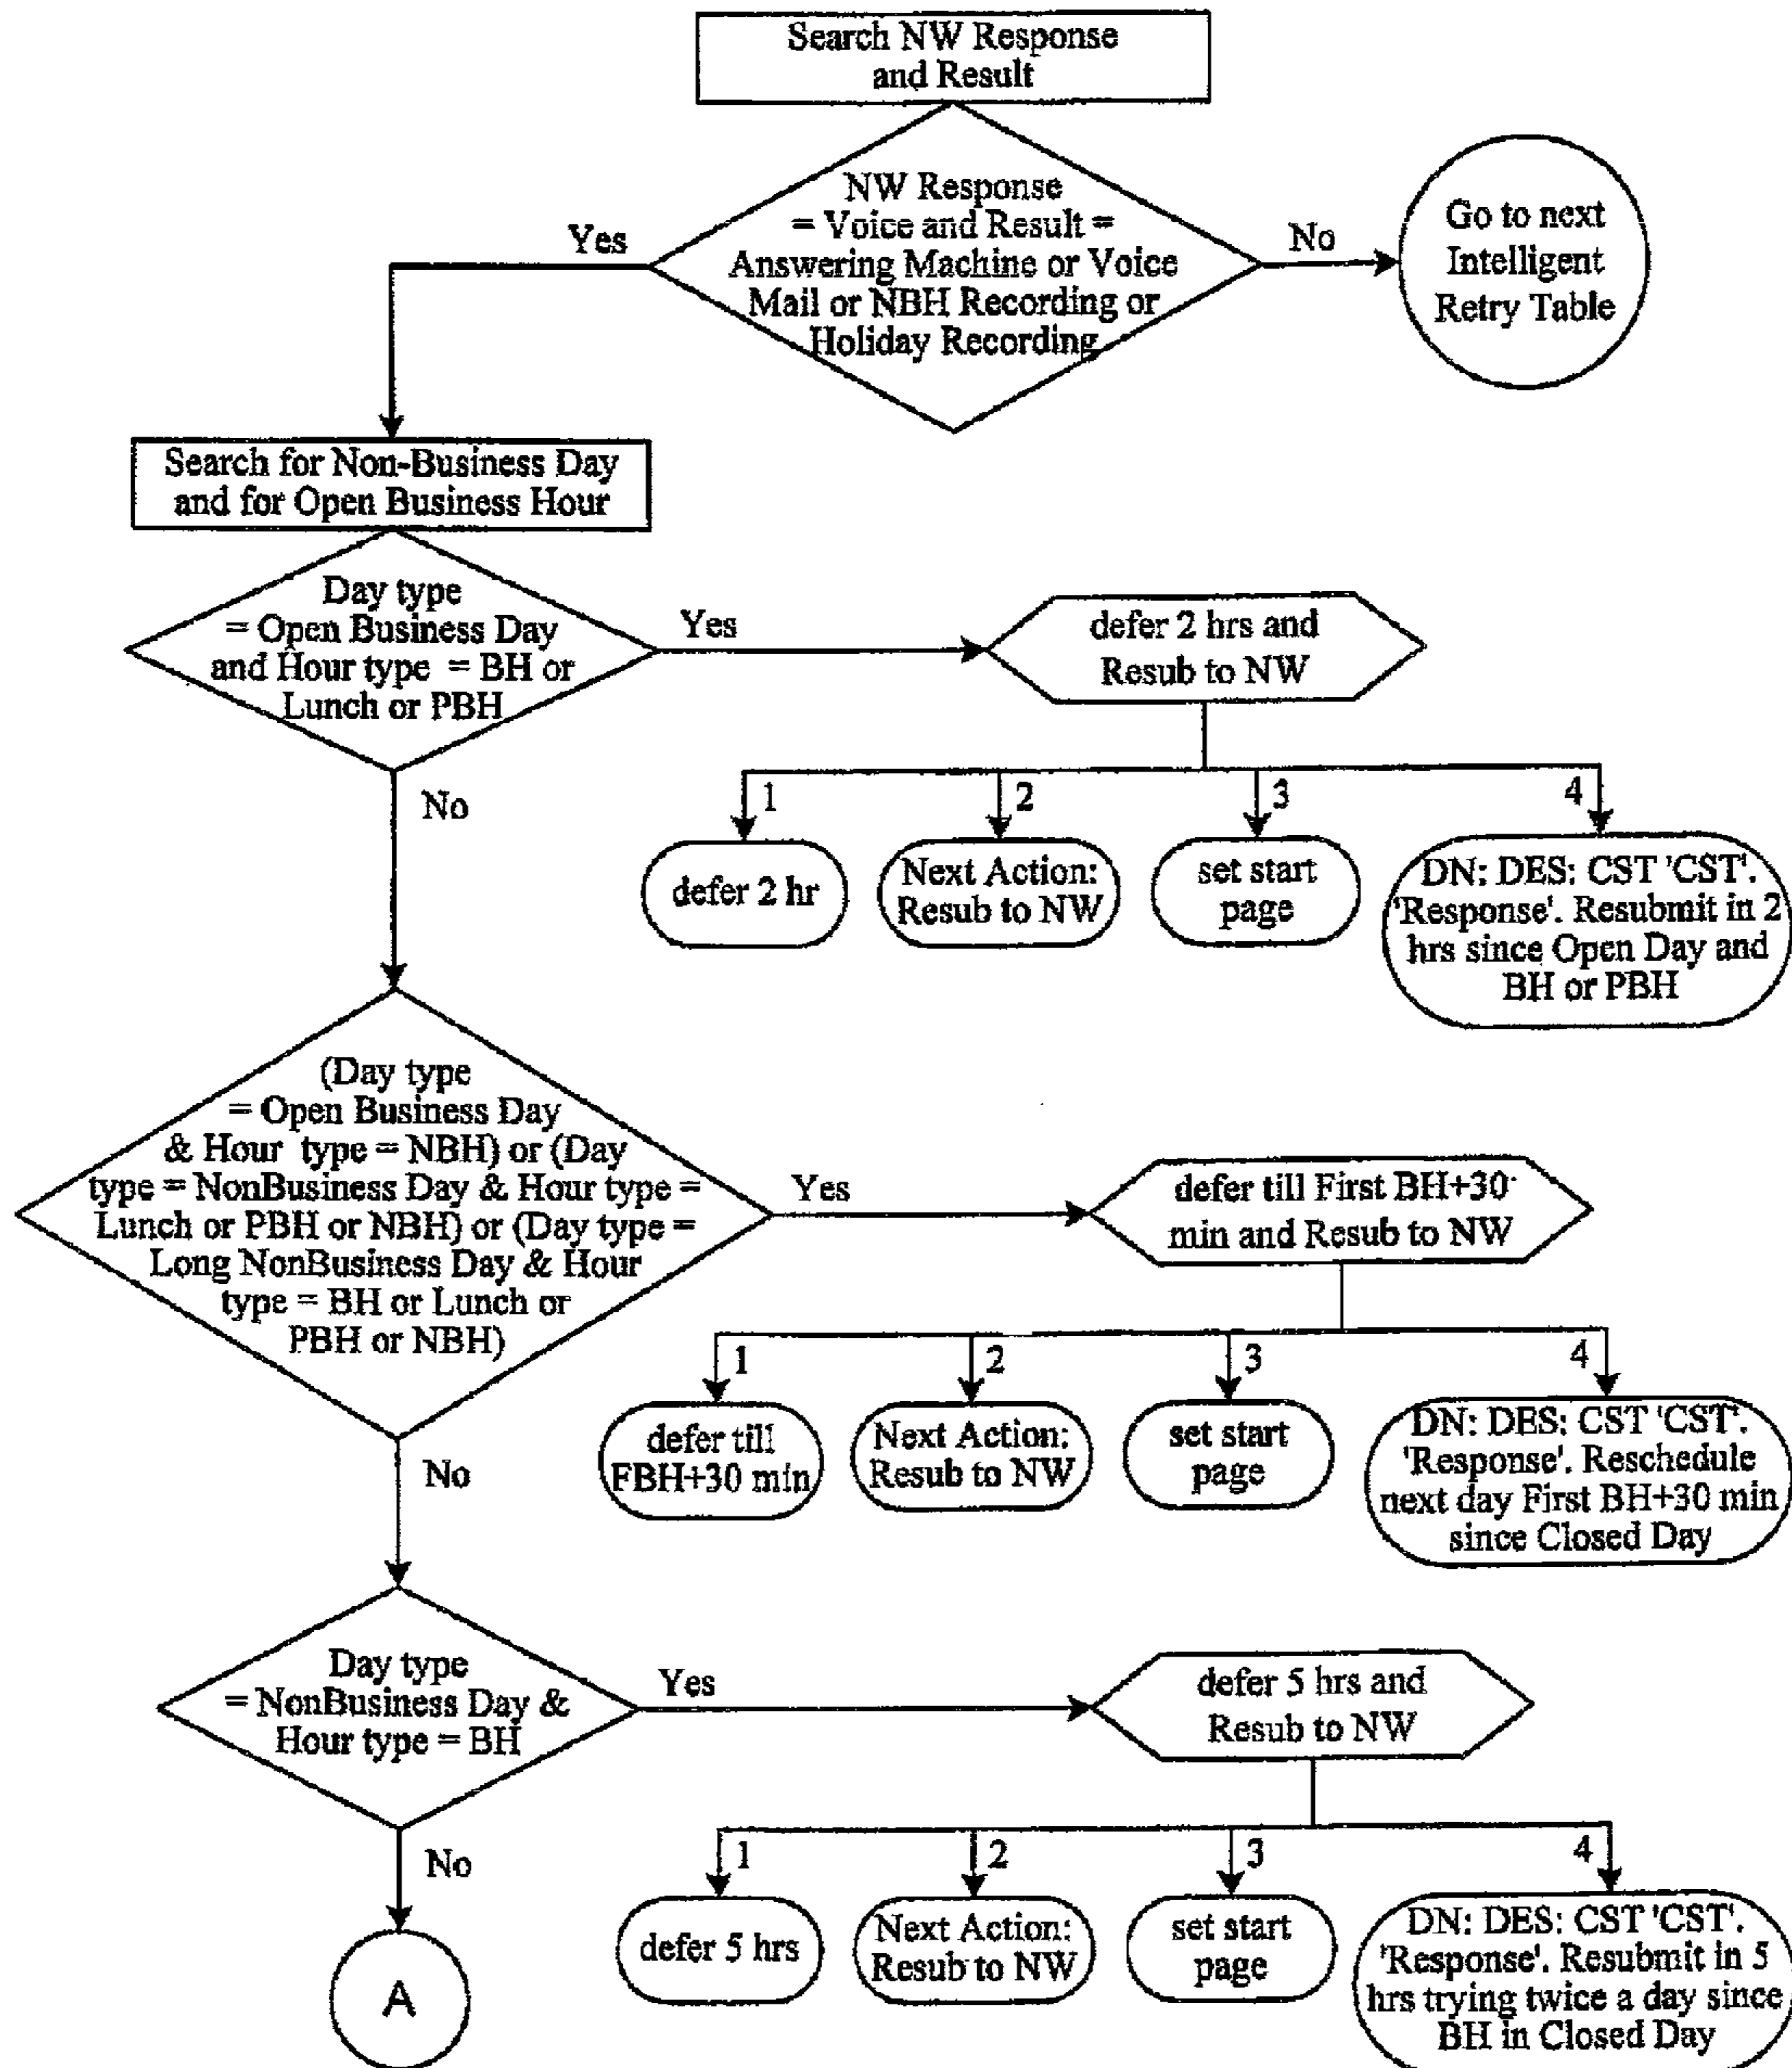 Search NW Response
and Result
NW Response
= Voice and Result =
Answering Machine or Voice
Mail or NBH Recording or
Holiday Recording
Yes
No
Go to next
Intelligent
Retry Table
Search for Non-Business Day
and for Open Business Hour
Day type
= Open Business Day
and Hour type = BH or
Lunch or PBH
Yes
No
defer 2 hrs and
Resub to NW
1
2
3
4
defer 2 hr
Next Action:
Resub to NW
set start
page
DN: DES: CST 'CST'.
'Response'. Resubmit in 2
hrs since Open Day and
BH or PBH
(Day type
= Open Business Day
& Hour type = NBH) or (Day
type = NonBusiness Day & Hour type =
Lunch or PBH or NBH) or (Day type =
Long NonBusiness Day & Hour
type = BH or Lunch or
PBH or NBH)
Yes
No
defer till First BH+30
min and Resub to NW
1
2
3
4
defer till
FBH+30 min
Next Action:
Resub to NW
set start
page
DN: DES: CST 'CST'.
'Response'. Reschedule
next day First BH+30 min
since Closed Day
Day type
= NonBusiness Day &
Hour type = BH
Yes
No
defer 5 hrs and
Resub to NW
1
2
3
4
defer 5 hrs
Next Action:
Resub to NW
set start
page
DN: DES: CST 'CST'.
'Response'. Resubmit in 5
hrs trying twice a day since
BH in Closed Day
A